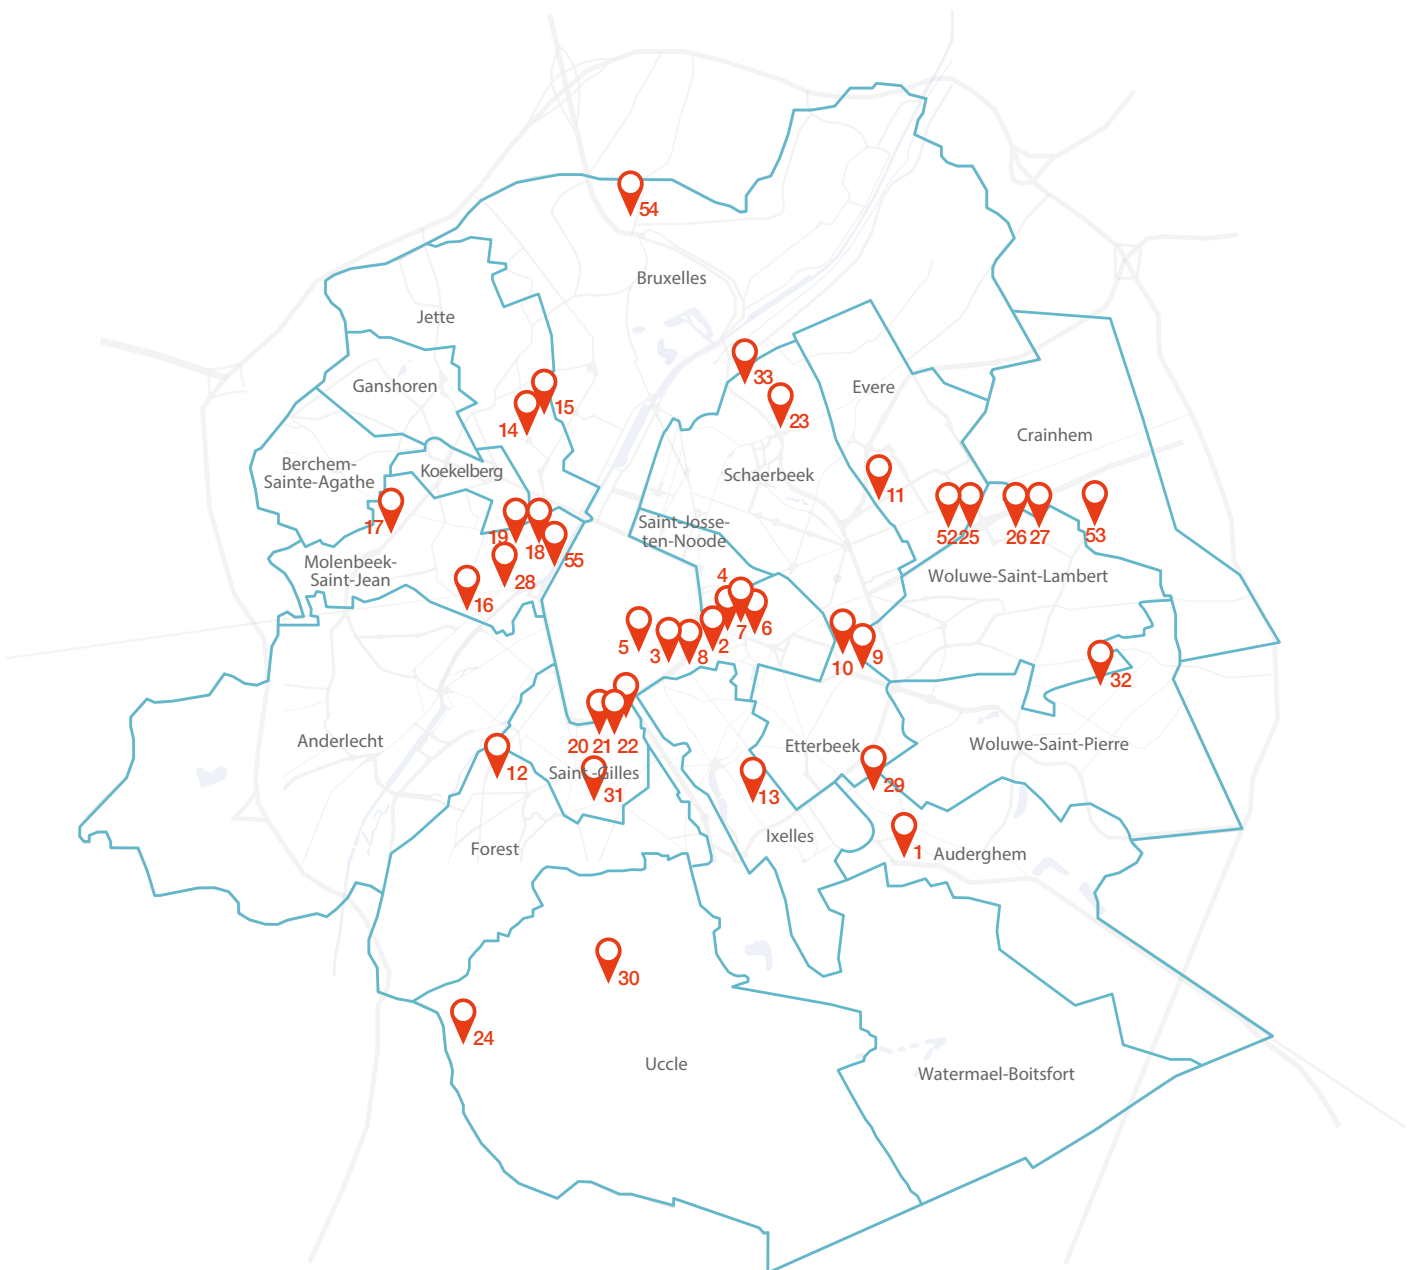 54
Bruxelles
Jette
33
Ganshoren
15
Evere
23
14
Crainhem
Berchem-
Sainte-Agathe
Koekelberg
Schaerbeek
11
17
19
18
55
Saint-Josse-
ten-Noode
52
25
26
27
53
Molenbeek-
Saint-Jean
28
4
Woluwe-Saint-Lambert
16
5
3
8
2
7
6
10
9
32
Anderlecht
20
21
22
Etterbeek
Woluwe-Saint-Pierre
12
Saint-Gilles
31
13
29
Forest
Ixelles
1
Auderghem
30
24
Uccle
Watermael-Boitsfort